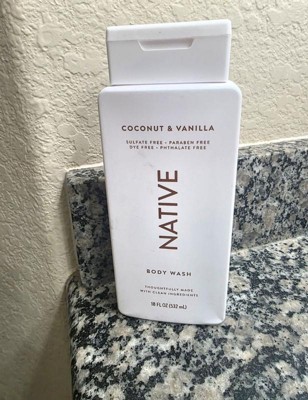 COCONUT & VANILLA
SULFATE FREE • PARABEN FREE
DYE FREE • PHTHALATE FREE
NATIVE
BODY WASH
THOUGHTFULLY MADE
WITH CLEAN INGREDIENTS
18 FL OZ (532 mL)